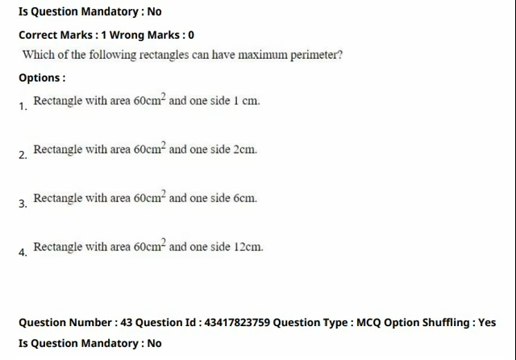 Is Question Mandatory : No
Correct Marks : 1 Wrong Marks : 0
Which of the following rectangles can have maximum perimeter?
Options :
1. Rectangle with area 60cm² and one side 1 cm.
2. Rectangle with area 60cm² and one side 2cm.
3. Rectangle with area 60cm² and one side 6cm.
4. Rectangle with area 60cm² and one side 12cm.
Question Number : 43 Question Id : 43417823759 Question Type : MCQ Option Shuffling : Yes
Is Question Mandatory : No